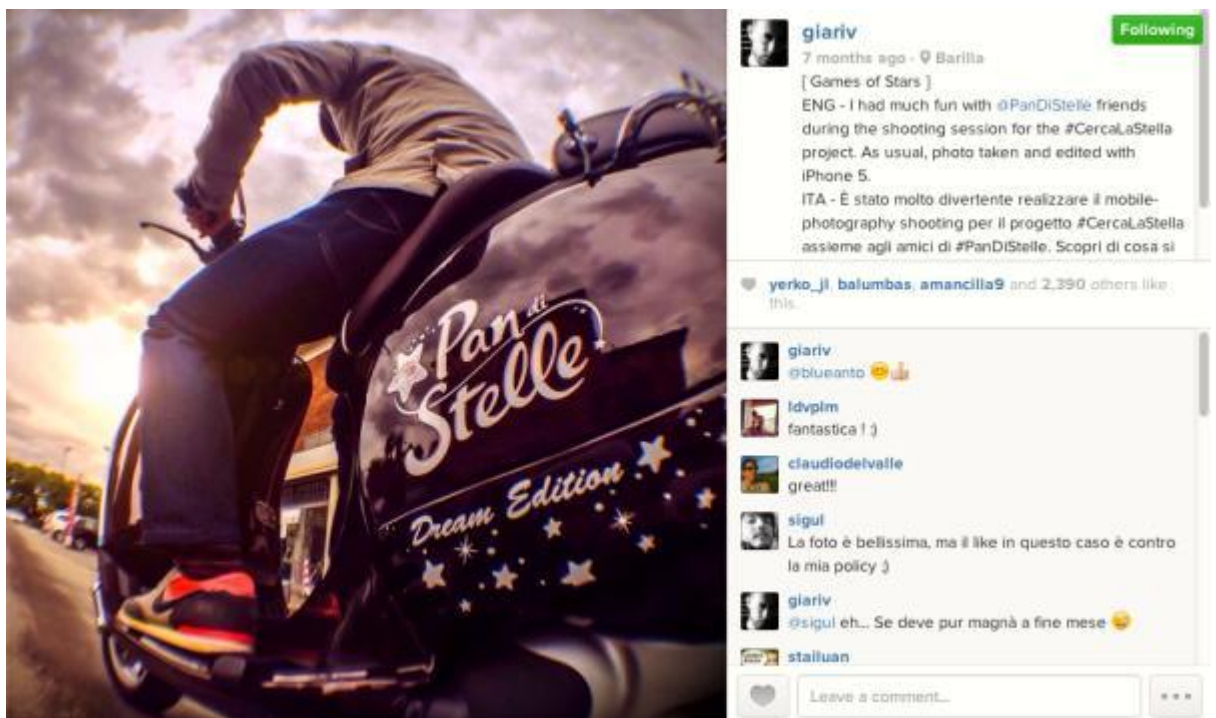 Pan di
Stelle
Dream Edition
giariv
Following
7 months ago · Barilla
[ Games of Stars ]
ENG - I had much fun with @PanDiStelle friends
during the shooting session for the #CercaLaStella
project. As usual, photo taken and edited with
iPhone 5.
ITA - È stato molto divertente realizzare il mobile-
photography shooting per il progetto #CercaLaStella
assieme agli amici di #PanDiStelle. Scopri di cosa si
yerko_jl, balumbas, amancilla9 and 2,390 others like
this.
giariv
@blueanto 😊👍
ldvplm
fantastica ! :)
claudiodelvalle
great!!!
sigul
La foto è bellissima, ma il like in questo caso è contro
la mia policy ;)
giariv
@sigul eh... Se deve pur magnà a fine mese 😅
stailuan
Leave a comment...